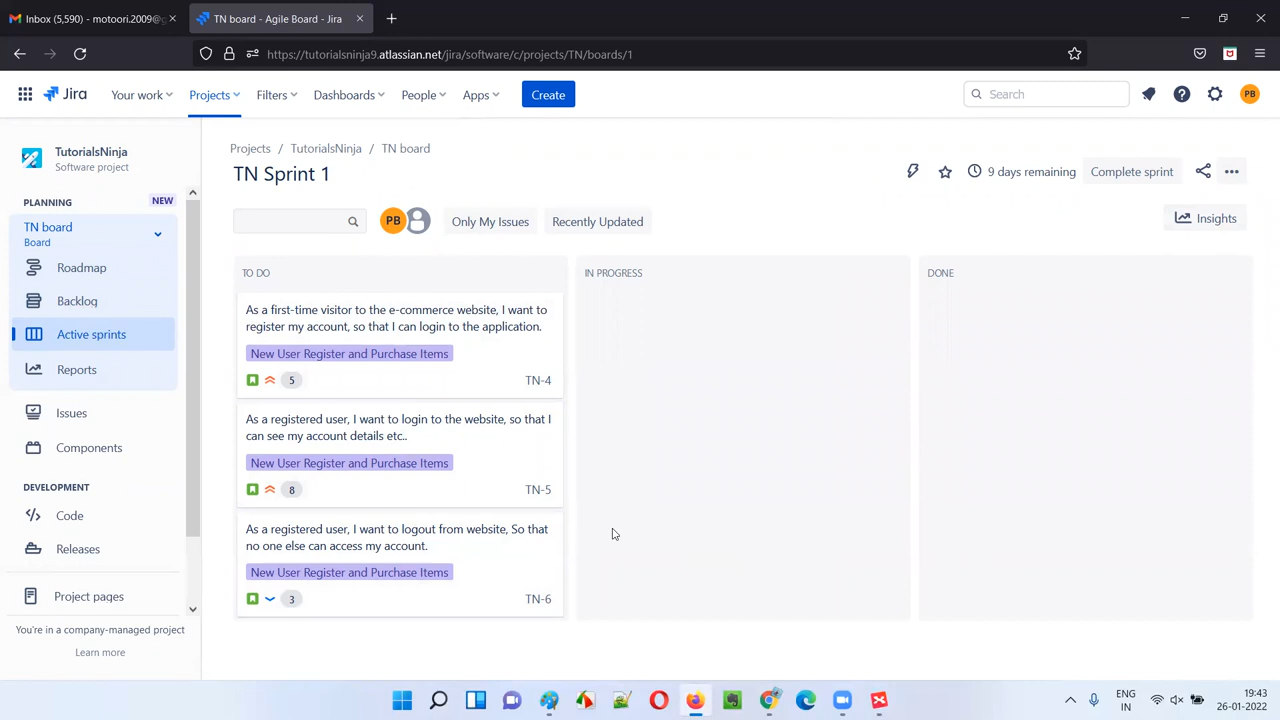 Inbox (5,590) - motoori.2009@g
TN board - Agile Board - Jira
https://tutorialsninja9.atlassian.net/jira/software/c/projects/TN/boards/1
Jira
Your work
Projects
Filters
Dashboards
People
Apps
Create
Search
PB
TutorialsNinja
Software project
PLANNING
NEW
TN board
Board
Roadmap
Backlog
Active sprints
Reports
Issues
Components
DEVELOPMENT
Code
Releases
Project pages
You're in a company-managed project
Learn more
Projects / TutorialsNinja / TN board
TN Sprint 1
9 days remaining
Complete sprint
PB
Only My Issues
Recently Updated
Insights
TO DO
As a first-time visitor to the e-commerce website, I want to
register my account, so that I can login to the application.
New User Register and Purchase Items
5
TN-4
As a registered user, I want to login to the website, so that I
can see my account details etc..
New User Register and Purchase Items
8
TN-5
As a registered user, I want to logout from website, So that
no one else can access my account.
New User Register and Purchase Items
3
TN-6
IN PROGRESS
DONE
ENG
IN
19:43
26-01-2022